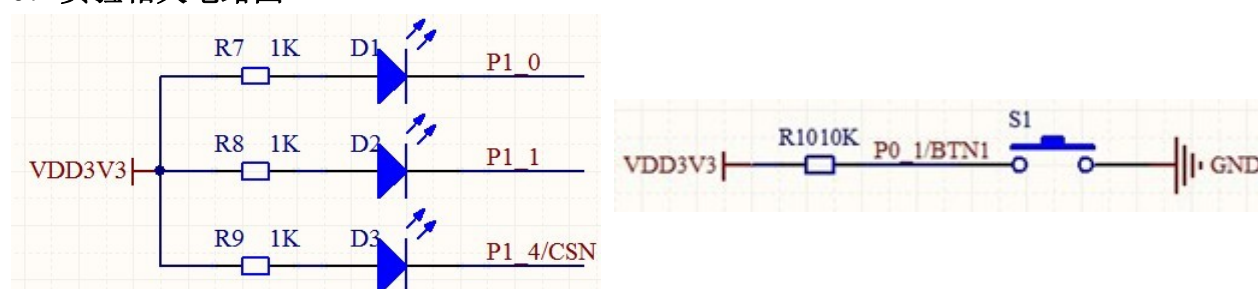 R7 1K D1 P1_0
R8 1K D2 P1_1
VDD3V3
R9 1K D3 P1_4/CSN
S1
R1010K P0_1/BTN1
VDD3V3 GND